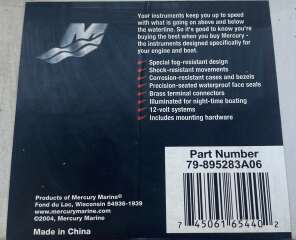 Your instruments keep you up to speed
with what is going on above and below
the waterline. So it's good to know you're
buying the best when you buy Mercury -
the instruments designed specifically for
your engine and boat.
Special fog-resistant design
Shock-resistant movements
Corrosion-resistant cases and bezels
Precision-seated waterproof face seals
Brass terminal connectors
Illuminated for night-time boating
12-volt systems
Includes mounting hardware
MERCURY
Part Number
79-895283A06
Products of Mercury Marine®
Fond du Lac, Wisconsin 54936-1939
www.mercurymarine.com
©2004, Mercury Marine
Made in China
7 45061 65440 2